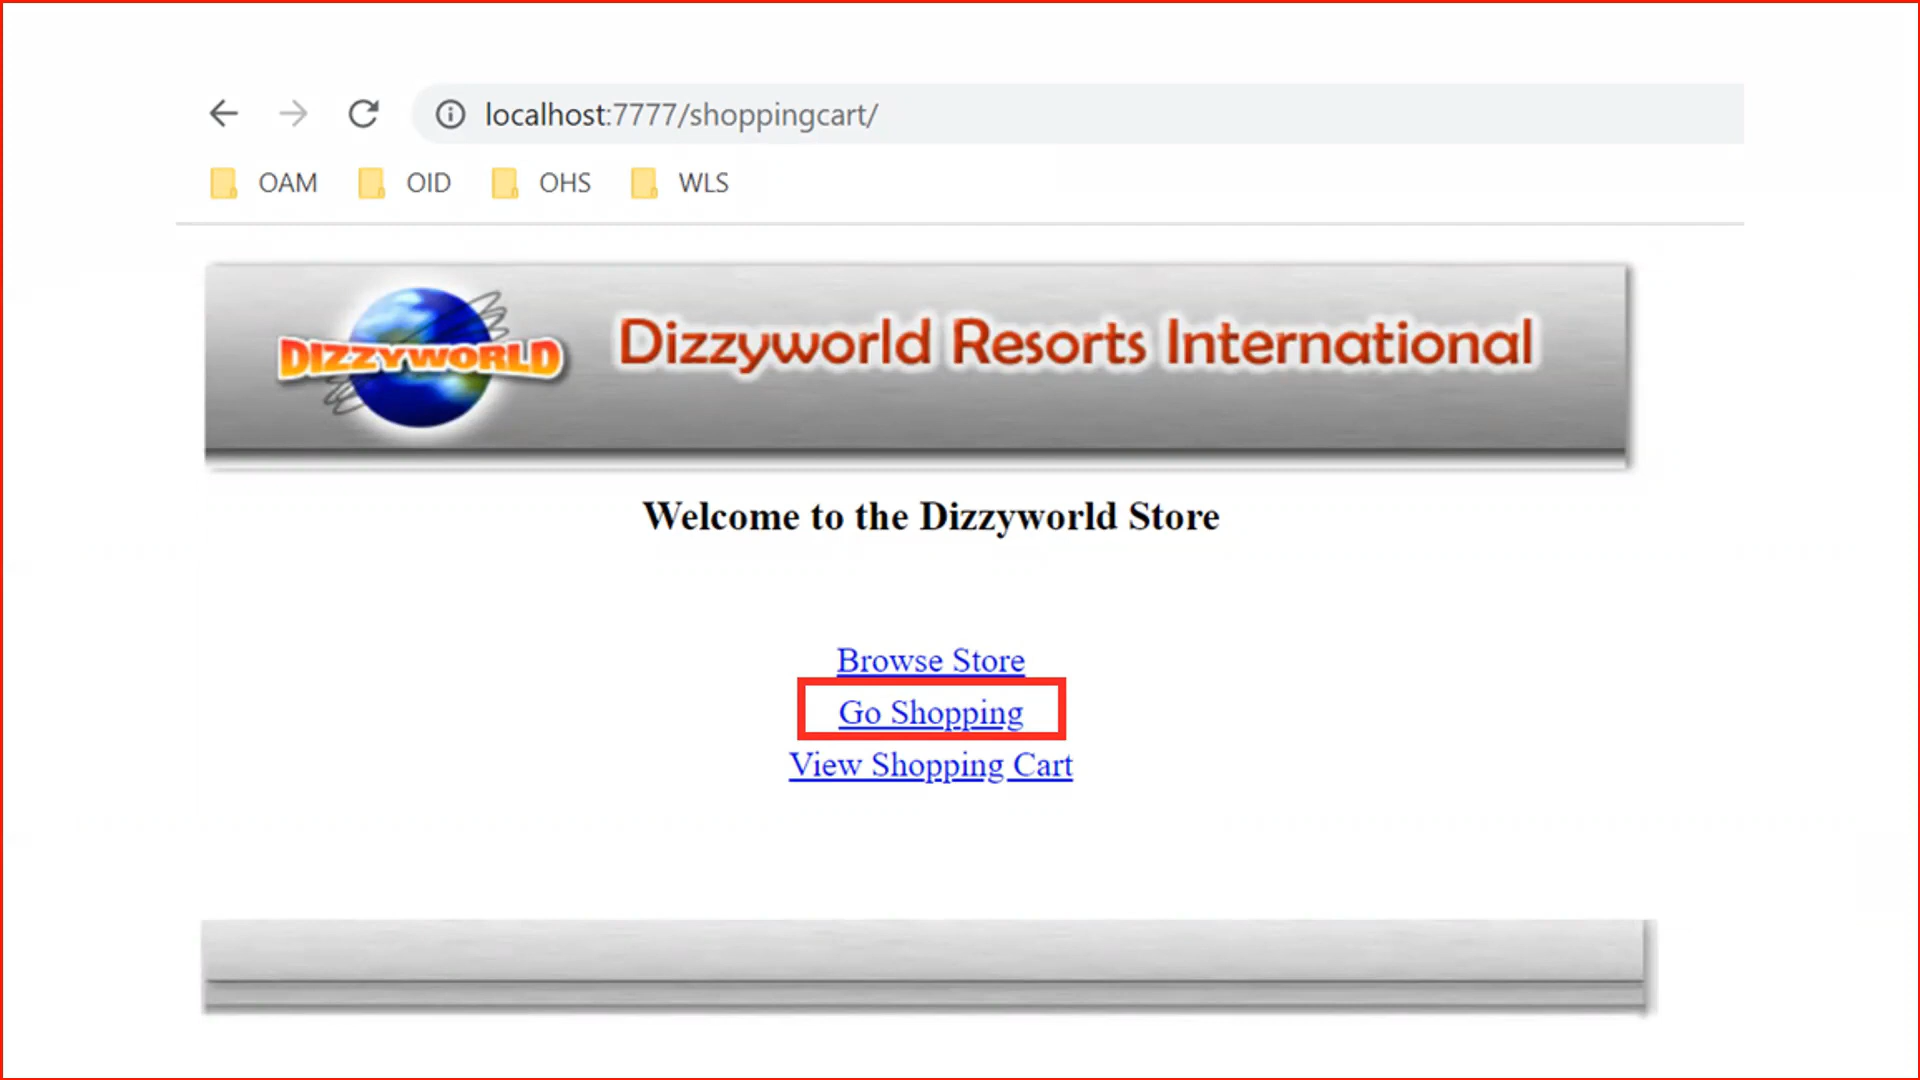 localhost:7777/shoppingcart/
OAM OID OHS WLS
DIZZYWORLD Dizzyworld Resorts International
Welcome to the Dizzyworld Store
Browse Store
Go Shopping
View Shopping Cart